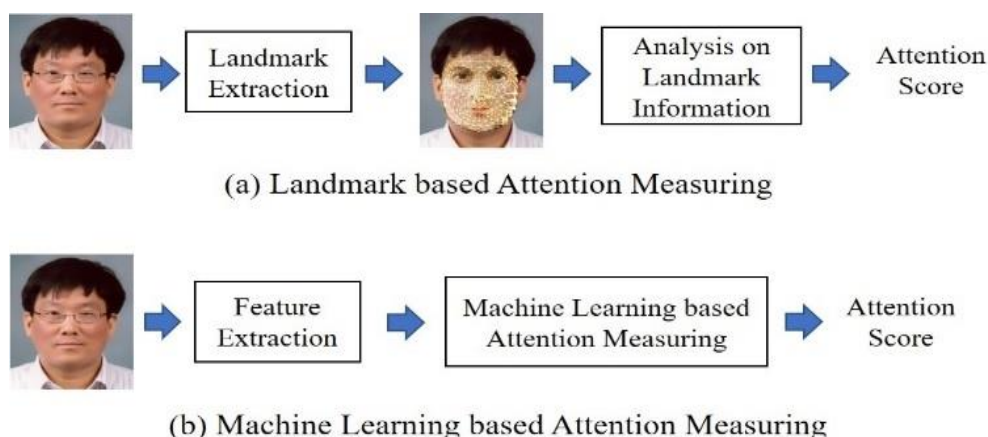 Landmark
Extraction
Analysis on
Landmark
Information
Attention
Score
(a) Landmark based Attention Measuring
Feature
Extraction
Machine Learning based
Attention Measuring
Attention
Score
(b) Machine Learning based Attention Measuring